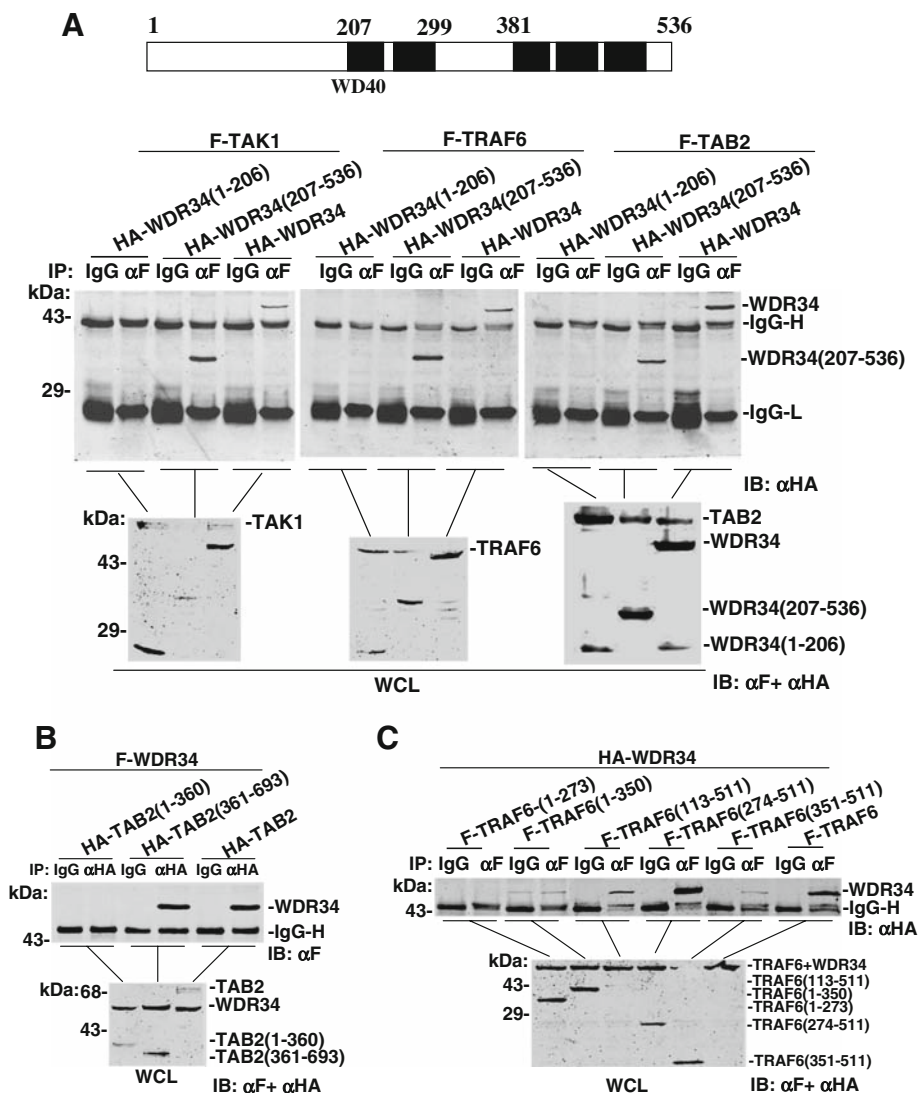 A
1 207 299 381 536
WD40
F-TAK1 F-TRAF6 F-TAB2
HA-WDR34(1-206) HA-WDR34(207-536) HA-WDR34 HA-WDR34(1-206) HA-WDR34(207-536) HA-WDR34 HA-WDR34(1-206) HA-WDR34(207-536) HA-WDR34
IP: IgG αF IgG αF IgG αF IgG αF IgG αF IgG αF IgG αF IgG αF IgG αF
kDa:
43-
29-
-WDR34
-IgG-H
-WDR34(207-536)
-IgG-L
IB: αHA
kDa:
43-
29-
-TAK1
-TRAF6
-TAB2
-WDR34
-WDR34(207-536)
-WDR34(1-206)
WCL
IB: αF+ αHA
B
F-WDR34
HA-TAB2(1-360) HA-TAB2(361-693) HA-TAB2
IP: IgG αHA IgG αHA IgG αHA
kDa:
43-
-WDR34
-IgG-H
IB: αF
kDa: 68-
43-
-TAB2
-WDR34
-TAB2(1-360)
-TAB2(361-693)
WCL
IB: αF+ αHA
C
HA-WDR34
F-TRAF6-(1-273) F-TRAF6(1-350) F-TRAF6(113-511) F-TRAF6(274-511) F-TRAF6(351-511) F-TRAF6
IP: IgG αF IgG αF IgG αF IgG αF IgG αF IgG αF
kDa:
43-
-WDR34
-IgG-H
IB: αHA
kDa:
43-
29-
-TRAF6+WDR34
-TRAF6(113-511)
-TRAF6(1-350)
-TRAF6(1-273)
-TRAF6(274-511)
-TRAF6(351-511)
WCL
IB: αF + αHA